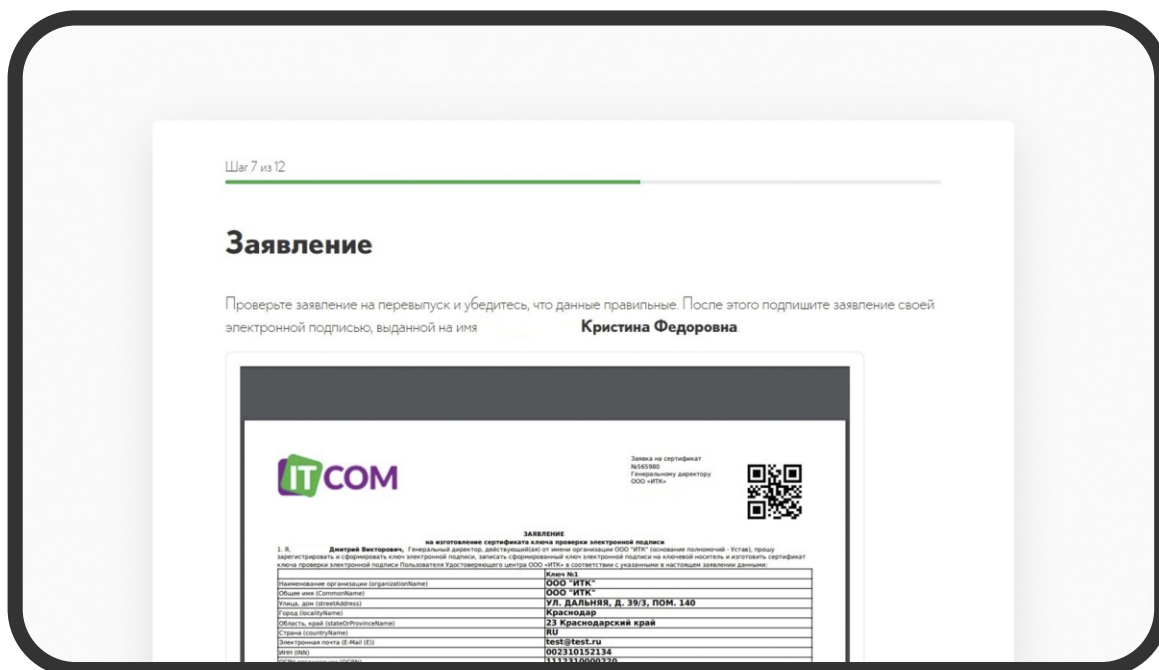 Шаг 7 из 12
Заявление
Проверьте заявление на перевыпуск и убедитесь, что данные правильные. После этого подпишите заявление своей
электронной подписью, выданной на имя Кристина Федоровна.
ITCOM
Заявка на сертификат
№565980
Генеральному директору
ООО «ИТК»
ЗАЯВЛЕНИЕ
на изготовление сертификата ключа проверки электронной подписи
1. Я, Дмитрий Викторович, Генеральный директор, действующий(ая) от имени организации ООО "ИТК" (основание полномочий - Устав), прошу
зарегистрировать и сформировать ключ электронной подписи, записать сформированный ключ электронной подписи на ключевой носитель и изготовить сертификат
ключа проверки электронной подписи Пользователя Удостоверяющего центра ООО «ИТК» в соответствии с указанными в настоящем заявлении данными:
Ключ №1
Наименование организации (organizationName) ООО "ИТК"
Общее имя (CommonName) ООО "ИТК"
Улица, дом (streetAddress) УЛ. ДАЛЬНЯЯ, Д. 39/3, ПОМ. 140
Город (localityName) Краснодар
Область, край (stateOrProvinceName) 23 Краснодарский край
Страна (countryName) RU
Электронная почта (E-Mail (E)) test@test.ru
ИНН (INN) 002310152134
ОГРН организации (OGRN) 1112310000220